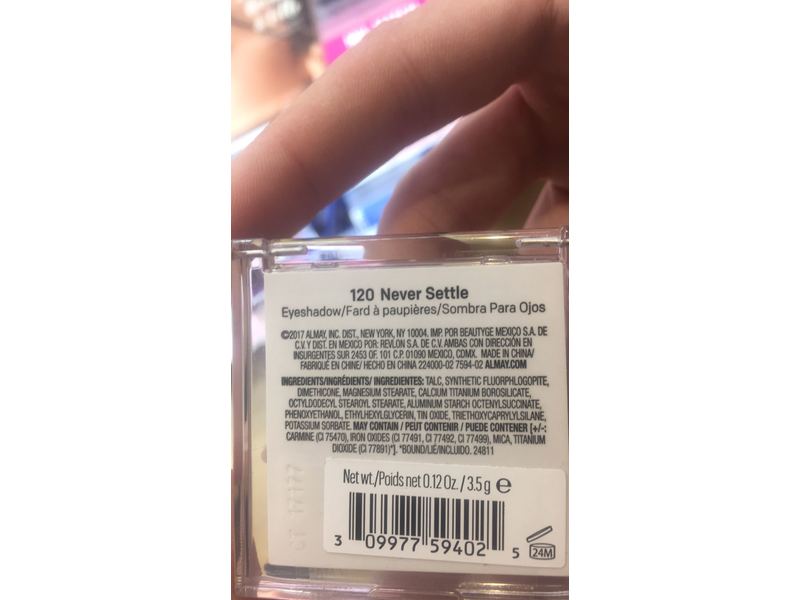 120 Never Settle
Eyeshadow/Fard à paupières/Sombra Para Ojos
©2017 ALMAY, INC. DIST., NEW YORK, NY 10004. IMP. POR BEAUTYGE MEXICO S.A. DE
C.V. Y DIST. EN MEXICO POR: REVLON S.A. DE C.V. AMBAS CON DIRECCIÓN EN
INSURGENTES SUR 2453 OF. 101 C.P. 01090 MEXICO, CDMX. MADE IN CHINA/
FABRIQUÉ EN CHINE/ HECHO EN CHINA 224000-02 7594-02 ALMAY.COM
INGREDIENTS/INGRÉDIENTS/ INGREDIENTES: TALC, SYNTHETIC FLUORPHLOGOPITE,
DIMETHICONE, MAGNESIUM STEARATE, CALCIUM TITANIUM BOROSILICATE,
OCTYLDODECYL STEAROYL STEARATE, ALUMINUM STARCH OCTENYLSUCCINATE,
PHENOXYETHANOL, ETHYLHEXYLGLYCERIN, TIN OXIDE, TRIETHOXYCAPRYLYLSILANE,
POTASSIUM SORBATE. MAY CONTAIN / PEUT CONTENIR / PUEDE CONTENER [+/-:
CARMINE (CI 75470), IRON OXIDES (CI 77491, CI 77492, CI 77499), MICA, TITANIUM
DIOXIDE (CI 77891)*]. *BOUND/LIÉ/INCLUIDO. 24811
Net wt./Poids net 0.12 Oz. / 3.5 g ℮
3 09977 59402 5
24M